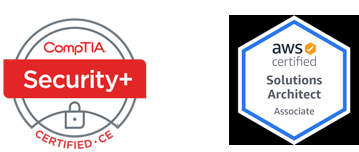 CompTIA
Security+
CERTIFIED • CE
aws
certified
Solutions
Architect
Associate